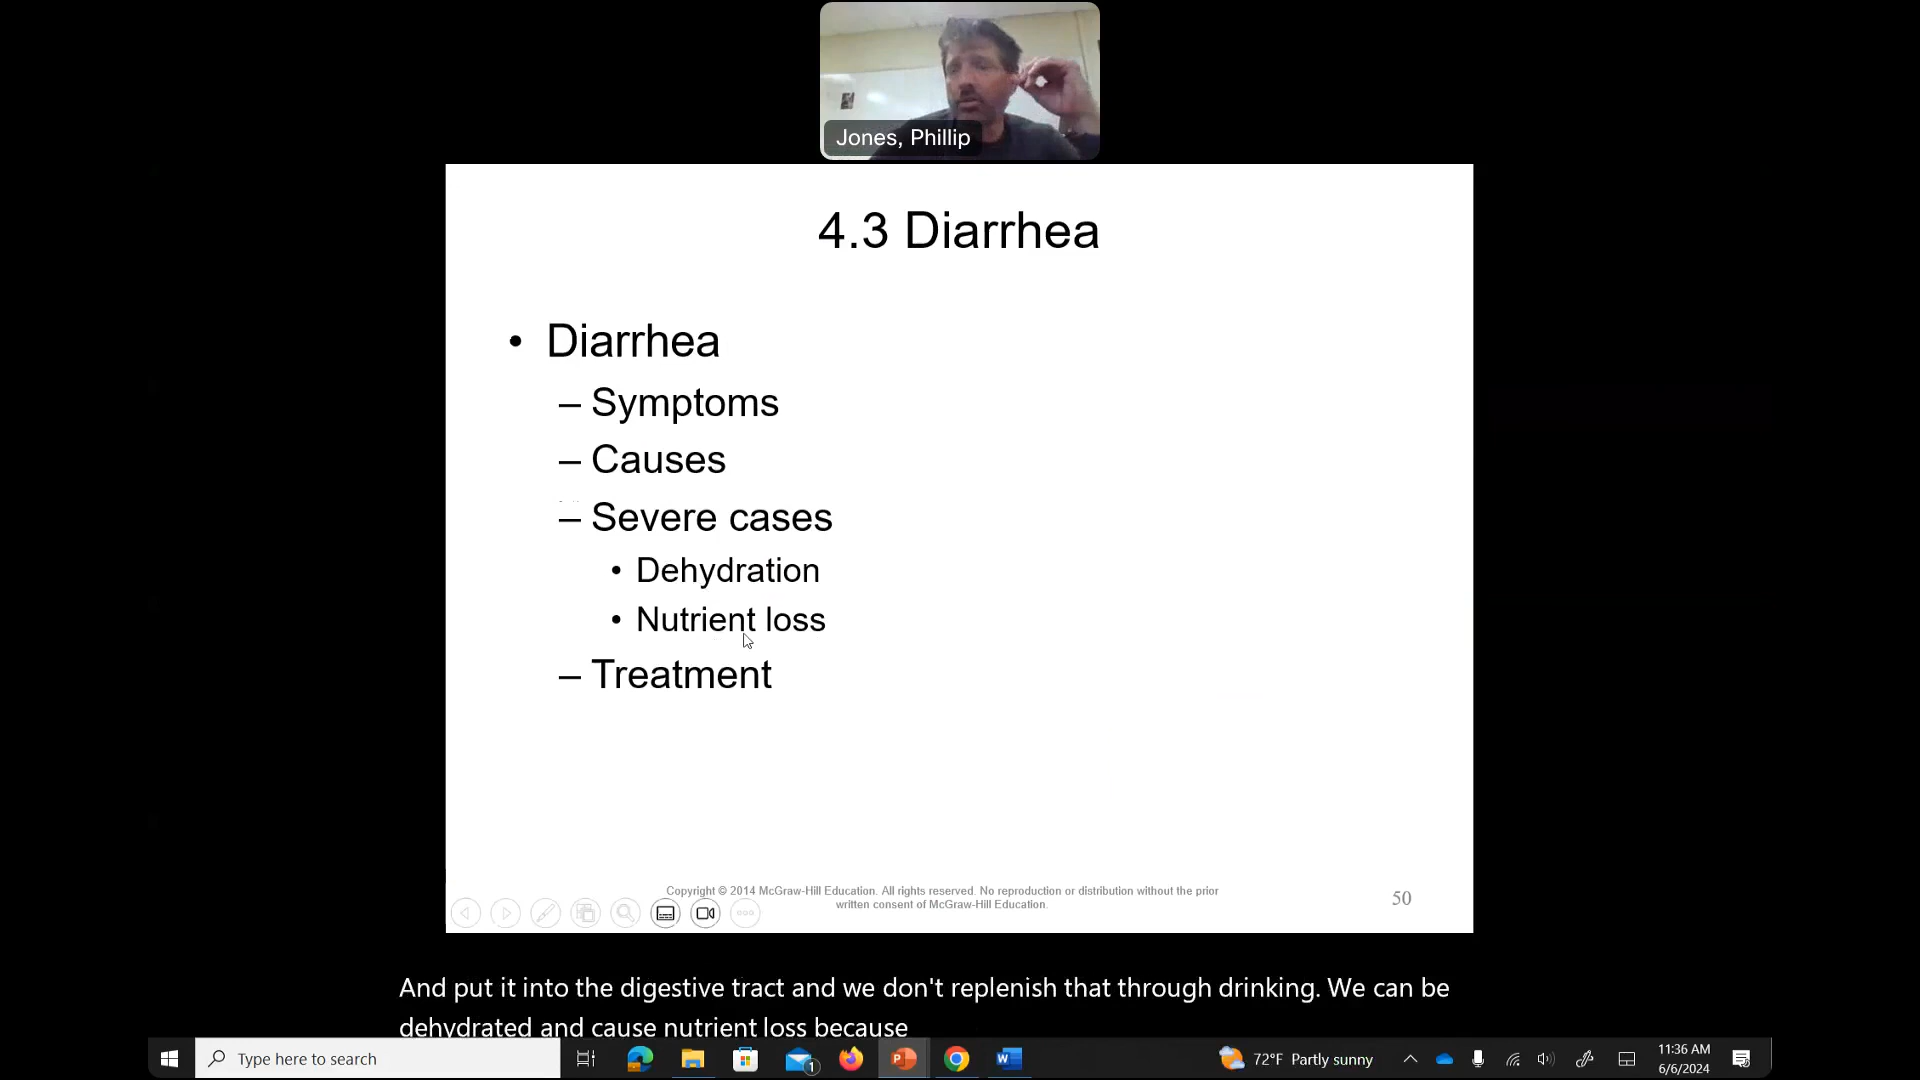 Jones, Phillip
4.3 Diarrhea
• Diarrhea
– Symptoms
– Causes
– Severe cases
• Dehydration
• Nutrient loss
– Treatment
Copyright © 2014 McGraw-Hill Education. All rights reserved. No reproduction or distribution without the prior
written consent of McGraw-Hill Education.
50
And put it into the digestive tract and we don't replenish that through drinking. We can be
dehydrated and cause nutrient loss because
Type here to search
1
72°F Partly sunny
11:36 AM
6/6/2024